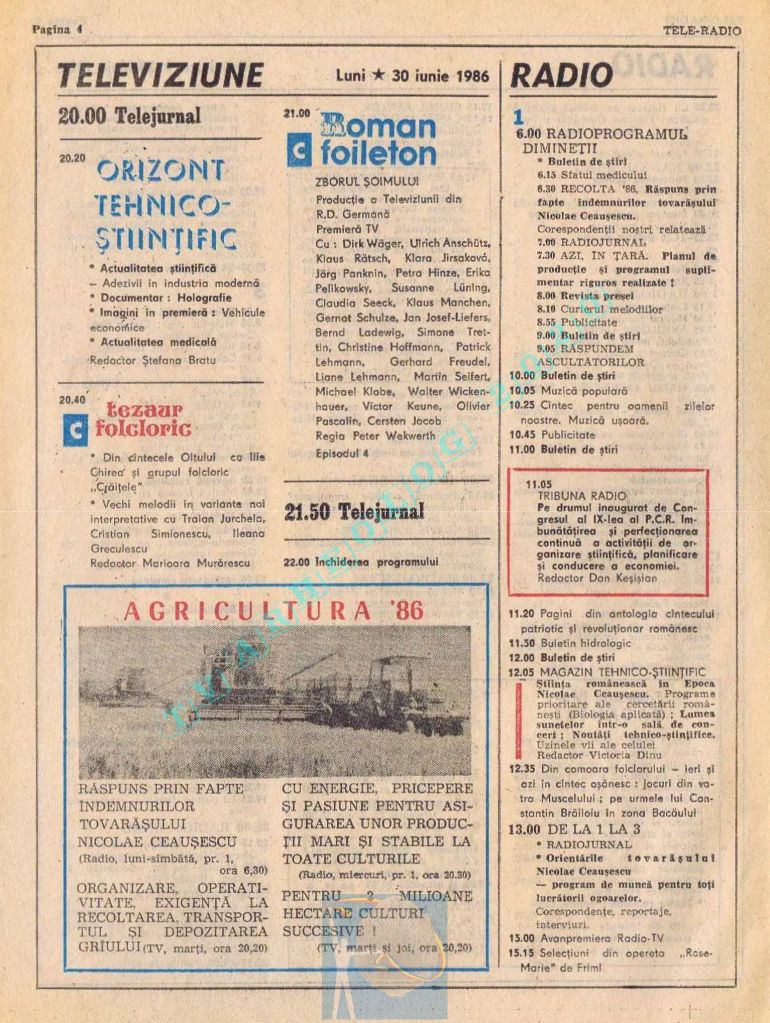 Pagina 4
TELE-RADIO
TELEVIZIUNE
Luni ★ 30 iunie 1986
20.00 Telejurnal
20.20
ORIZONT
TEHNICO-
ȘTIINȚIFIC
* Actualitatea științifică
— Adezivi în industria modernă
* Documentar : Holografie
* Imagini în premieră : Vehicule
economice
* Actualitatea medicală
Redactor Ștefana Bratu
20.40
C
tezaur
folcloric
* Din cîntecele Oltului cu Ilie
Chirea și grupul folcloric
„Crăițele"
* Vechi melodii în variante noi
interpretative cu Traian Jurchela,
Cristian Simionescu, Ileana
Greculescu
Redactor Marioara Murărescu
21.00
C
Roman
foileton
ZBORUL ȘOIMULUI
Producție a Televiziunii din
R.D. Germană
Premieră TV
Cu : Dirk Wäger, Ulrich Anschütz,
Klaus Rätsch, Klara Jirsaková,
Jörg Panknin, Petra Hinze, Erika
Pelikowsky, Susanne Lüning,
Claudia Seeck, Klaus Manchen,
Gernot Schulze, Jan Josef-Liefers,
Bernd Ladewig, Simone Tret-
tin, Christine Hoffmann, Patrick
Lehmann, Gerhard Freudel,
Liane Lehmann, Martin Seifert,
Michael Klobe, Walter Wicken-
hauer, Victor Keune, Olivier
Pascalin, Cersten Jacob
Regia Peter Wekwerth
Episodul 4
21.50 Telejurnal
22.00 Închiderea programului
AGRICULTURA '86
RĂSPUNS PRIN FAPTE
ÎNDEMNURILOR
TOVARĂȘULUI
NICOLAE CEAUȘESCU
(Radio, luni-sîmbătă, pr. 1,
ora 6,30)
ORGANIZARE, OPERATI-
VITATE, EXIGENȚĂ LA
RECOLTAREA, TRANSPOR-
TUL ȘI DEPOZITAREA
GRÎULUI (TV, marți, ora 20,20)
CU ENERGIE, PRICEPERE
ȘI PASIUNE PENTRU ASI-
GURAREA UNOR PRODUC-
ȚII MARI ȘI STABILE LA
TOATE CULTURILE
(Radio, miercuri, pr. 1, ora 20.30)
PENTRU 2 MILIOANE
HECTARE CULTURI
SUCCESIVE !
(TV, marți și joi, ora 20,20)
RADIO
1
6.00 RADIOPROGRAMUL
DIMINEȚII
* Buletin de știri
6.15 Sfatul medicului
6.30 RECOLTA '86. Răspuns prin
fapte îndemnurilor tovarășului
Nicolae Ceaușescu.
Corespondenții noștri relatează
7.00 RADIOJURNAL
7.30 AZI, ÎN ȚARĂ. Planul de
producție și programul supli-
mentar riguros realizate !
8.00 Revista presei
8.10 Curierul melodiilor
8.55 Publicitate
9.00 Buletin de știri
9.05 RĂSPUNDEM
ASCULTĂTORILOR
10.00 Buletin de știri
10.05 Muzică populară
10.25 Cîntec pentru oamenii zilelor
noastre. Muzică ușoară.
10.45 Publicitate
11.00 Buletin de știri
11.05
TRIBUNA RADIO
Pe drumul inaugurat de Con-
gresul al IX-lea al P.C.R. Îm-
bunătățirea și perfecționarea
continuă a activității de or-
ganizare științifică, planificare
și conducere a economiei.
Redactor Dan Keșișian
11.20 Pagini din antologia cîntecului
patriotic și revoluționar românesc
11.50 Buletin hidrologic
12.00 Buletin de știri
12.05 MAGAZIN TEHNICO-ȘTIINȚIFIC
Știința românească în Epoca
Nicolae Ceaușescu. Programe
prioritare ale cercetării româ-
nești (Biologia aplicată) ; Lumea
sunetelor într-o sală de con-
cert ; Noutăți tehnico-științifice.
Uzinele vii ale celulei
Redactor Victoria Dinu
12.35 Din comoara folclorului — ieri și
azi în cîntec oșănesc : jocuri din va-
tra Muscelului ; pe urmele lui Con-
stantin Brăiloiu în zona Bacăului
13.00 DE LA 1 LA 3
* RADIOJURNAL
* Orientările tovarășului
Nicolae Ceaușescu
— program de muncă pentru toți
lucrătorii ogoarelor.
Corespondențe, reportaje,
interviuri.
15.00 Avanpremiera Radio-TV
15.15 Selecțiuni din opereta „Rose-
Marie" de Friml